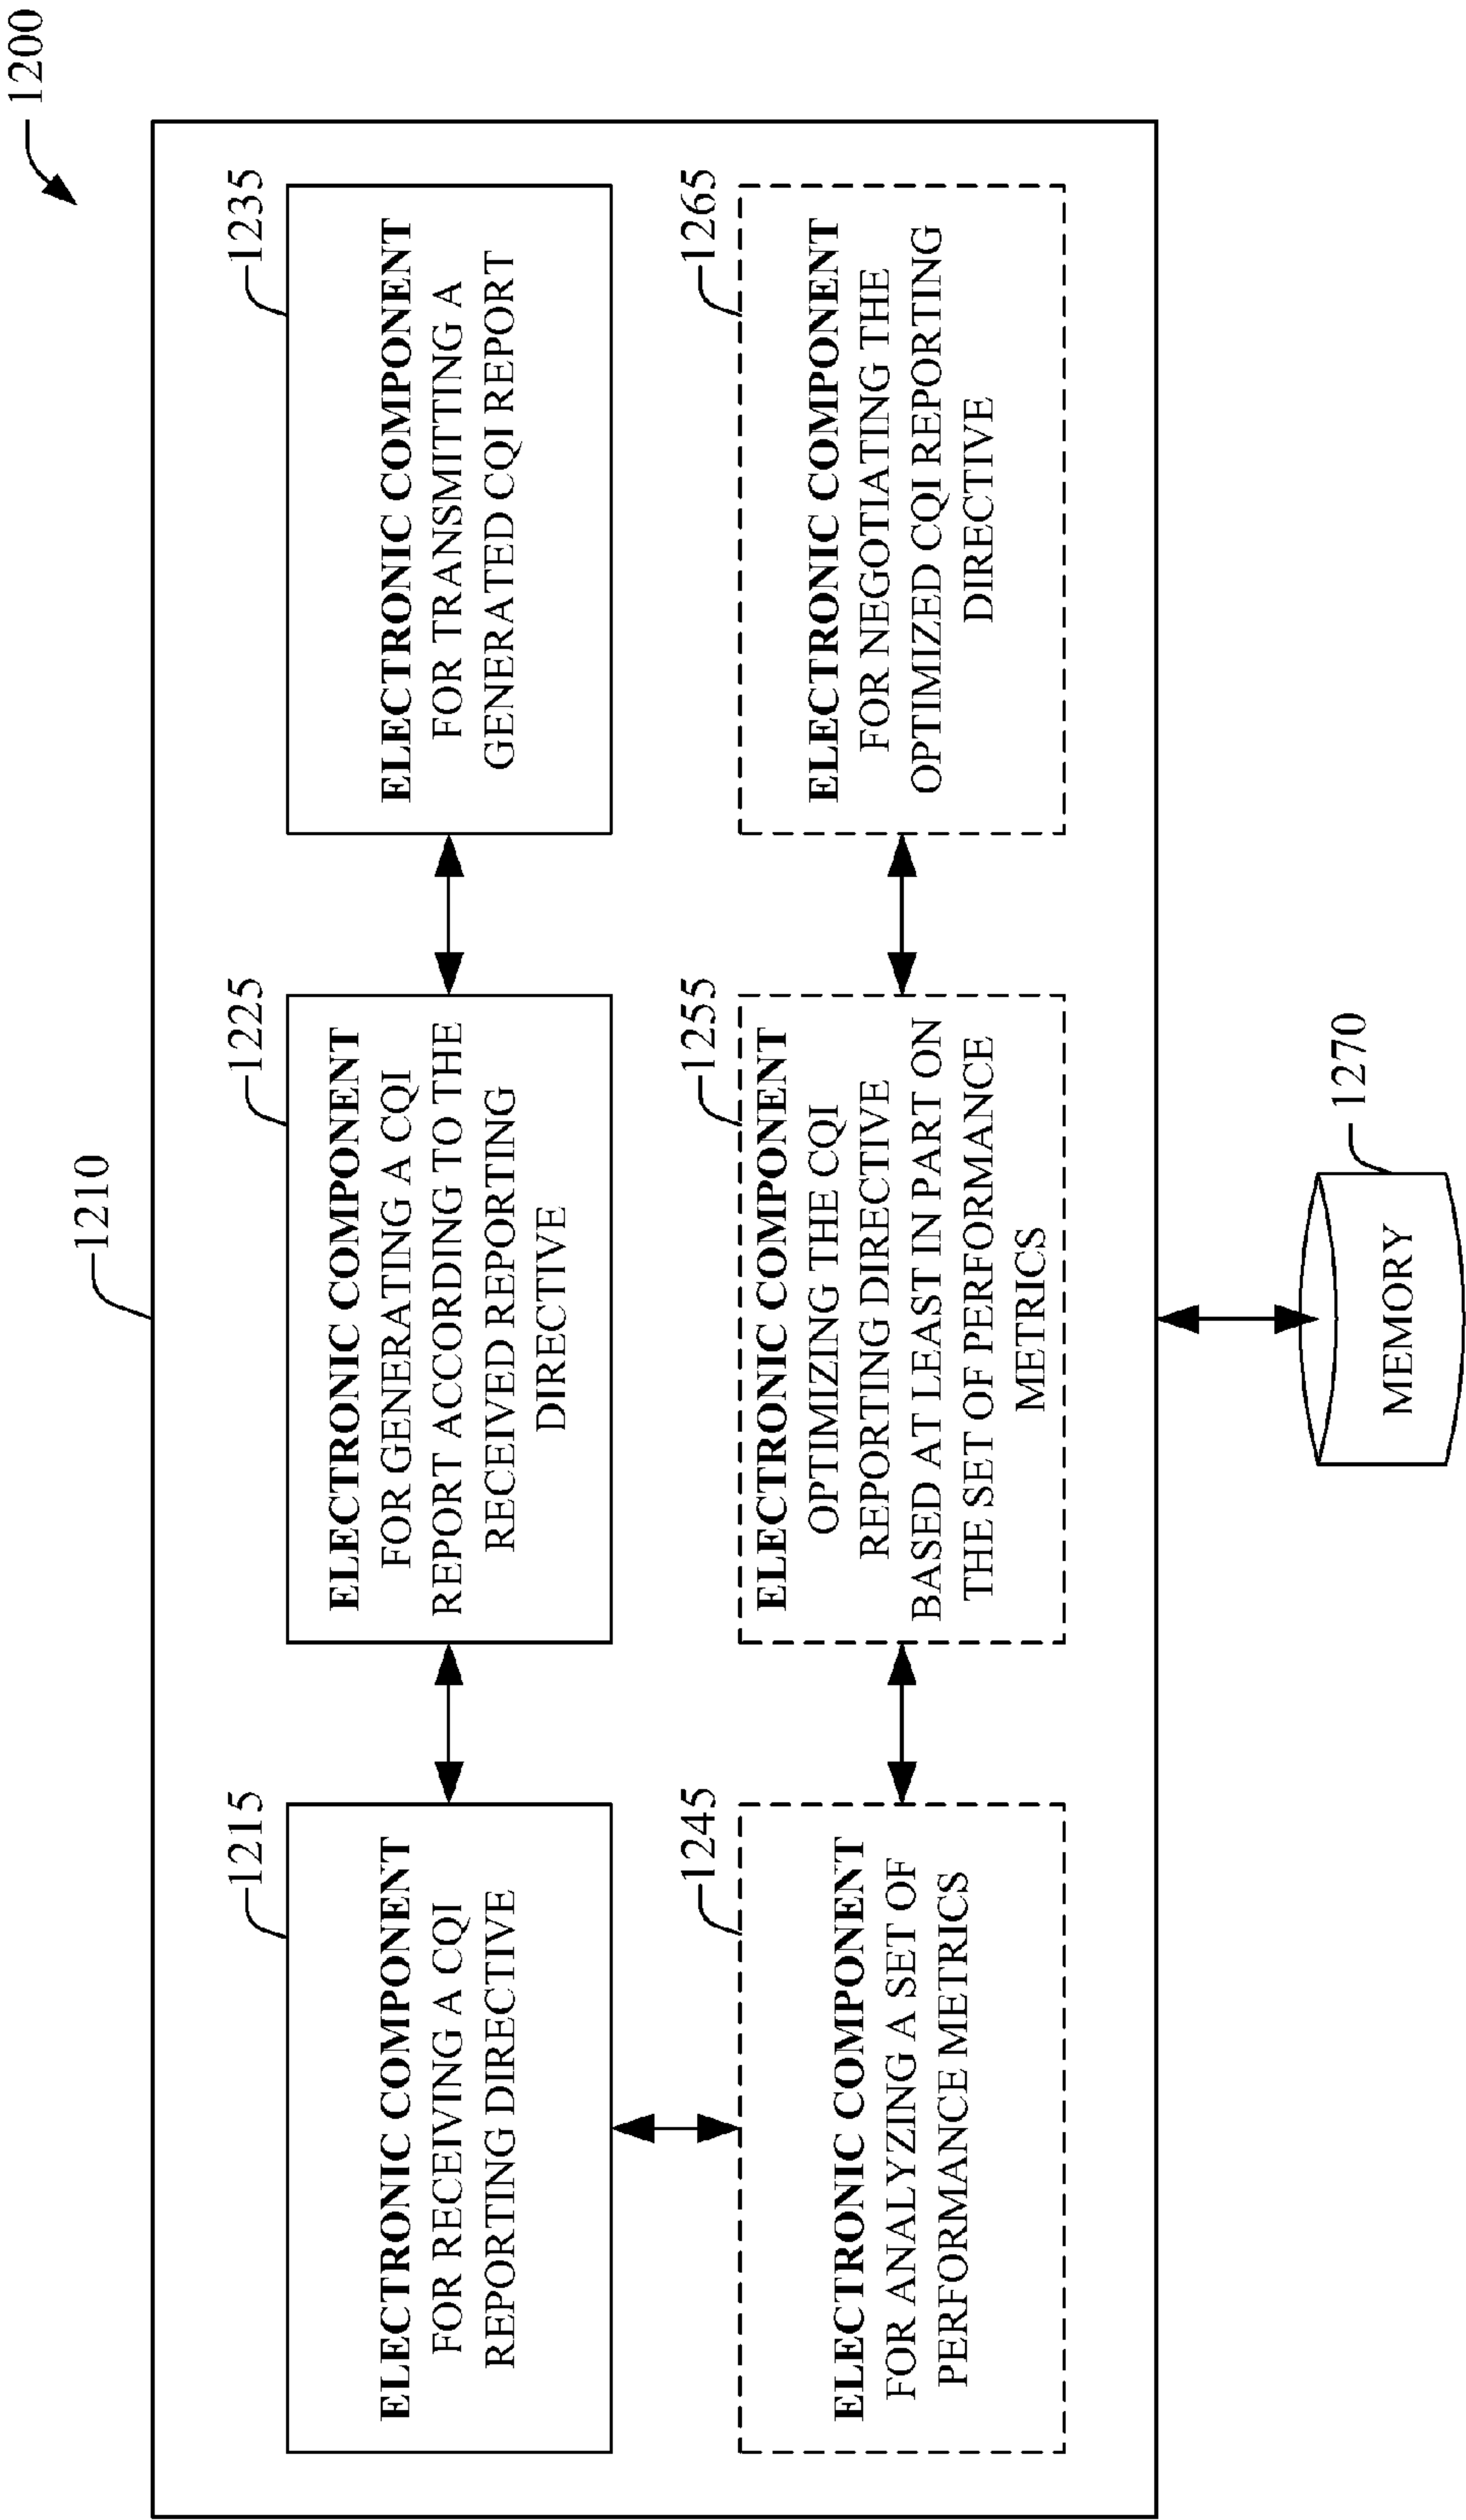 1200
1210
1215
ELECTRONIC COMPONENT
FOR RECEIVING A CQI
REPORTING DIRECTIVE
1225
ELECTRONIC COMPONENT
FOR GENERATING A CQI
REPORT ACCORDING TO THE
RECEIVED REPORTING
DIRECTIVE
1235
ELECTRONIC COMPONENT
FOR TRANSMITTING A
GENERATED CQI REPORT
1245
ELECTRONIC COMPONENT
FOR ANALYZING A SET OF
PERFORMANCE METRICS
1255
ELECTRONIC COMPONENT
OPTIMIZING THE CQI
REPORTING DIRECTIVE
BASED AT LEAST IN PART ON
THE SET OF PERFORMANCE
METRICS
1265
ELECTRONIC COMPONENT
FOR NEGOTIATING THE
OPTIMIZED CQI REPORTING
DIRECTIVE
1270
MEMORY